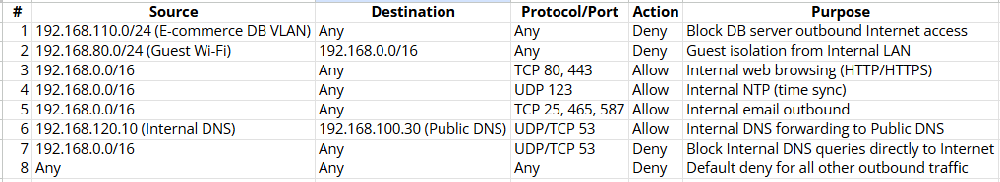 # Source Destination Protocol/Port Action Purpose
1 192.168.110.0/24 (E-commerce DB VLAN) Any Any Deny Block DB server outbound Internet access
2 192.168.80.0/24 (Guest Wi-Fi) 192.168.0.0/16 Any Deny Guest isolation from Internal LAN
3 192.168.0.0/16 Any TCP 80, 443 Allow Internal web browsing (HTTP/HTTPS)
4 192.168.0.0/16 Any UDP 123 Allow Internal NTP (time sync)
5 192.168.0.0/16 Any TCP 25, 465, 587 Allow Internal email outbound
6 192.168.120.10 (Internal DNS) 192.168.100.30 (Public DNS) UDP/TCP 53 Allow Internal DNS forwarding to Public DNS
7 192.168.0.0/16 Any UDP/TCP 53 Deny Block Internal DNS queries directly to Internet
8 Any Any Any Deny Default deny for all other outbound traffic